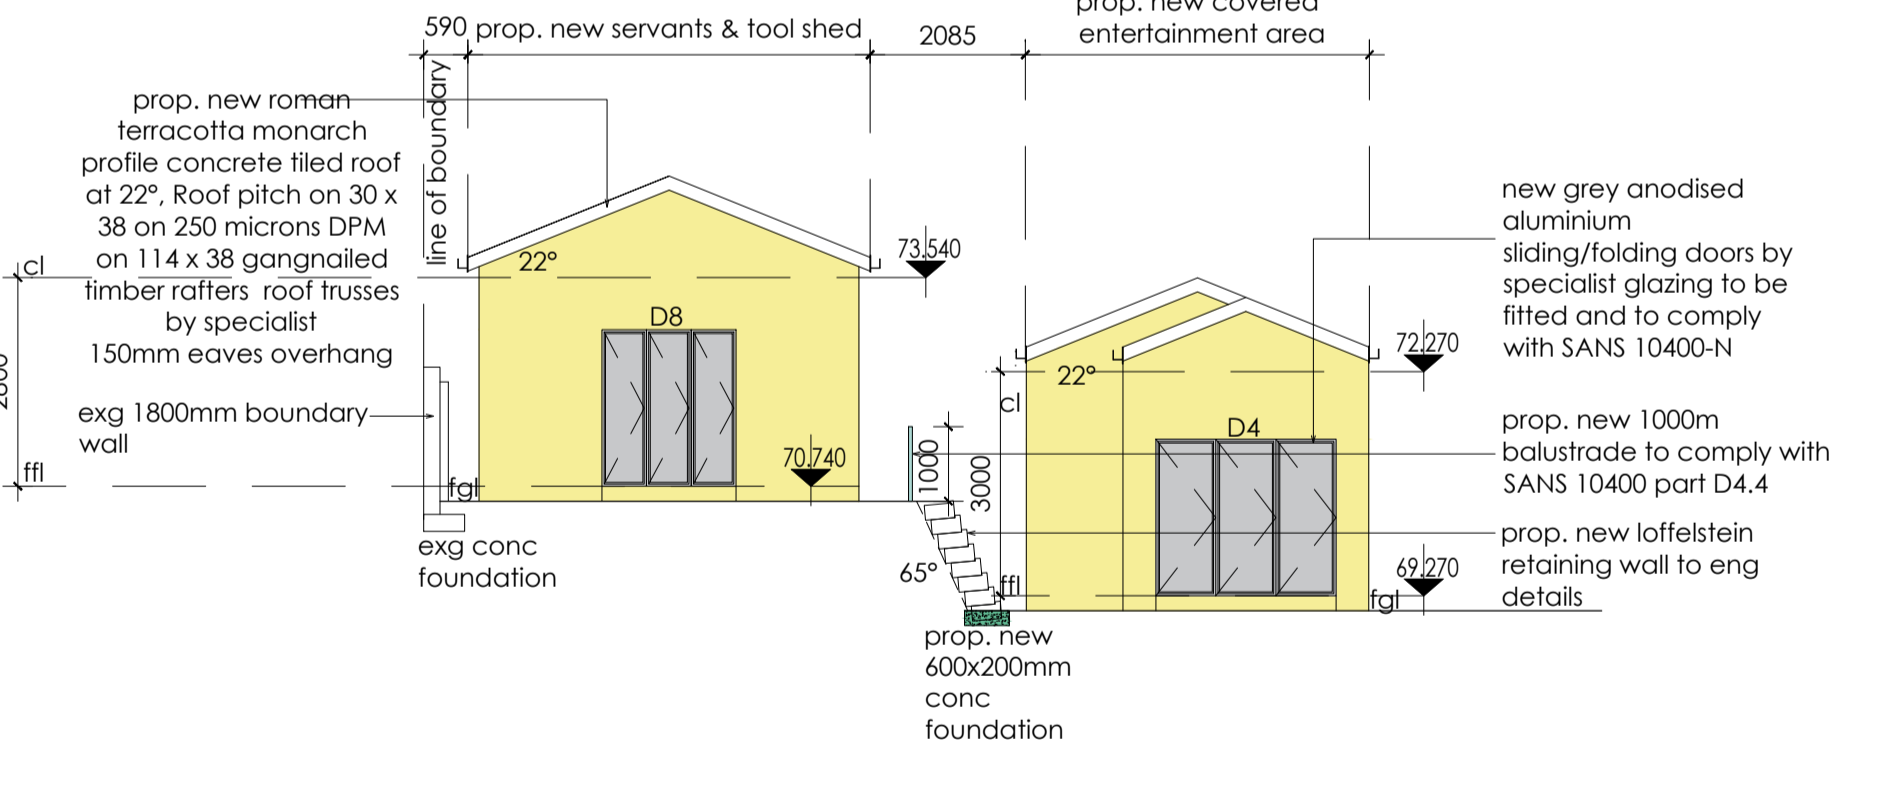 prop. new covered
entertainment area
590
prop. new servants & tool shed
2085
line of boundary
prop. new roman
terracotta monarch
profile concrete tiled roof
at 22°, Roof pitch on 30 x
38 on 250 microns DPM
on 114 x 38 gangnailed
timber rafters roof trusses
by specialist
150mm eaves overhang
cl
exg 1800mm boundary
wall
ffl
fgl
exg conc
foundation
22°
D8
73.540
70.740
1000
3000
cl
65°
ffl
22°
D4
72.270
69.270
fgl
prop. new
600x200mm
conc
foundation
new grey anodised
aluminium
sliding/folding doors by
specialist glazing to be
fitted and to comply
with SANS 10400-N
prop. new 1000m
balustrade to comply with
SANS 10400 part D4.4
prop. new loffelstein
retaining wall to eng
details